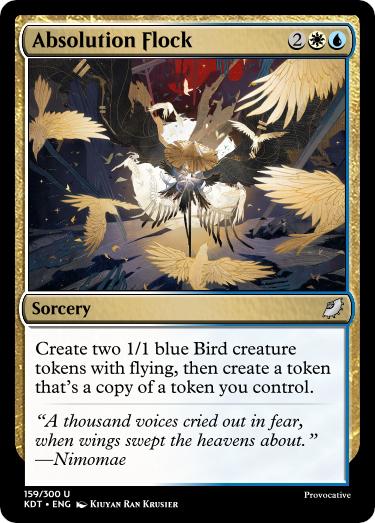 Absolution Flock 2
Sorcery
Create two 1/1 blue Bird creature
tokens with flying, then create a token
that's a copy of a token you control.
"A thousand voices cried out in fear,
when wings swept the heavens about."
—Nimomae
159/300 U
KDT • ENG Kiuyan Ran Krusier
Provocative